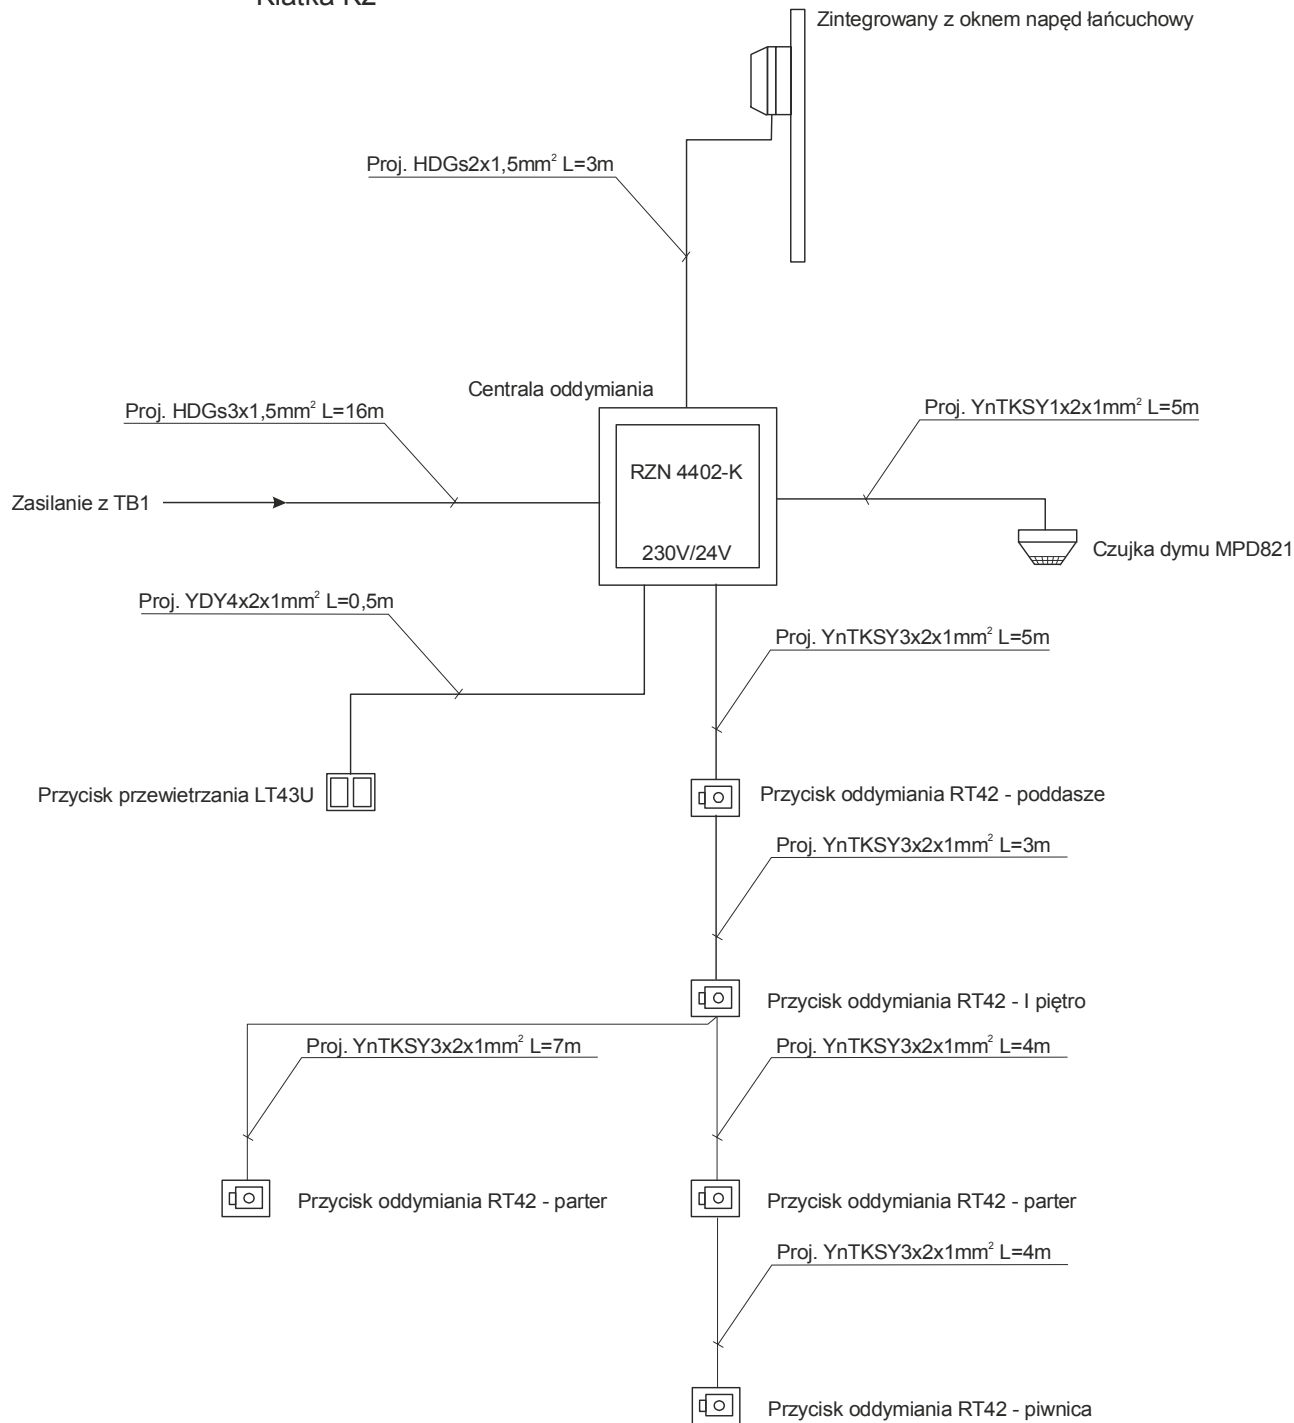 Klatka K2
Zintegrowany z oknem napęd łańcuchowy
Proj. HDGs2x1,5mm² L=3m
Centrala oddymiania
Proj. HDGs3x1,5mm² L=16m
Proj. YnTKSY1x2x1mm² L=5m
RZN 4402-K
Zasilanie z TB1
230V/24V
Czujka dymu MPD821
Proj. YDY4x2x1mm² L=0,5m
Proj. YnTKSY3x2x1mm² L=5m
Przycisk przewietrzania LT43U
Przycisk oddymiania RT42 - poddasze
Proj. YnTKSY3x2x1mm² L=3m
Przycisk oddymiania RT42 - I piętro
Proj. YnTKSY3x2x1mm² L=7m
Proj. YnTKSY3x2x1mm² L=4m
Przycisk oddymiania RT42 - parter
Przycisk oddymiania RT42 - parter
Proj. YnTKSY3x2x1mm² L=4m
Przycisk oddymiania RT42 - piwnica